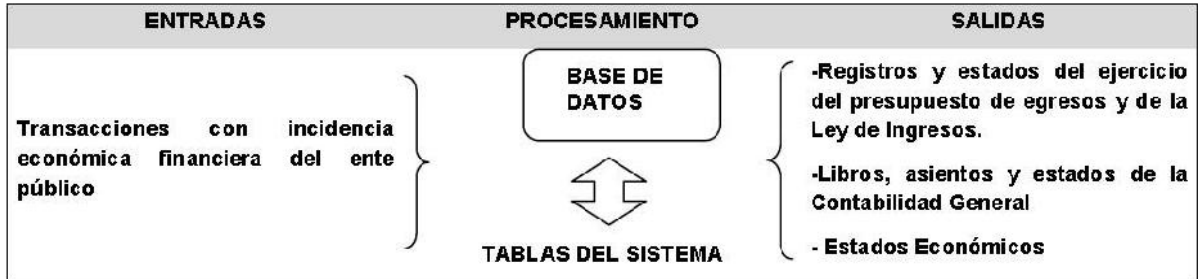 ENTRADAS
PROCESAMIENTO
SALIDAS
Transacciones con incidencia
económica financiera del ente
público
BASE DE
DATOS
TABLAS DEL SISTEMA
-Registros y estados del ejercicio
del presupuesto de egresos y de la
Ley de Ingresos.
-Libros, asientos y estados de la
Contabilidad General
- Estados Económicos